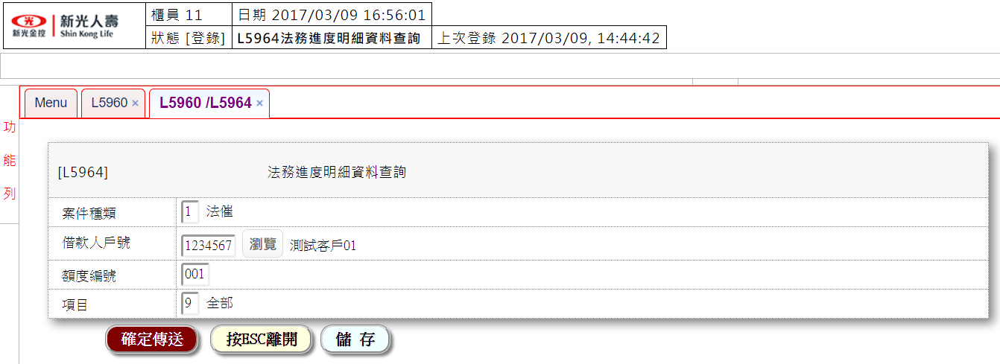 新光金控 新光人壽 Shin Kong Life
櫃員 11 日期 2017/03/09 16:56:01
狀態 [登錄] L5964法務進度明細資料查詢 上次登錄 2017/03/09, 14:44:42
Menu L5960 × L5960 /L5964 ×
功
能
列
[L5964] 法務進度明細資料查詢
案件種類 1 法催
借款人戶號 1234567 瀏覽 測試客戶01
額度編號 001
項目 9 全部
確定傳送 按ESC離開 儲 存